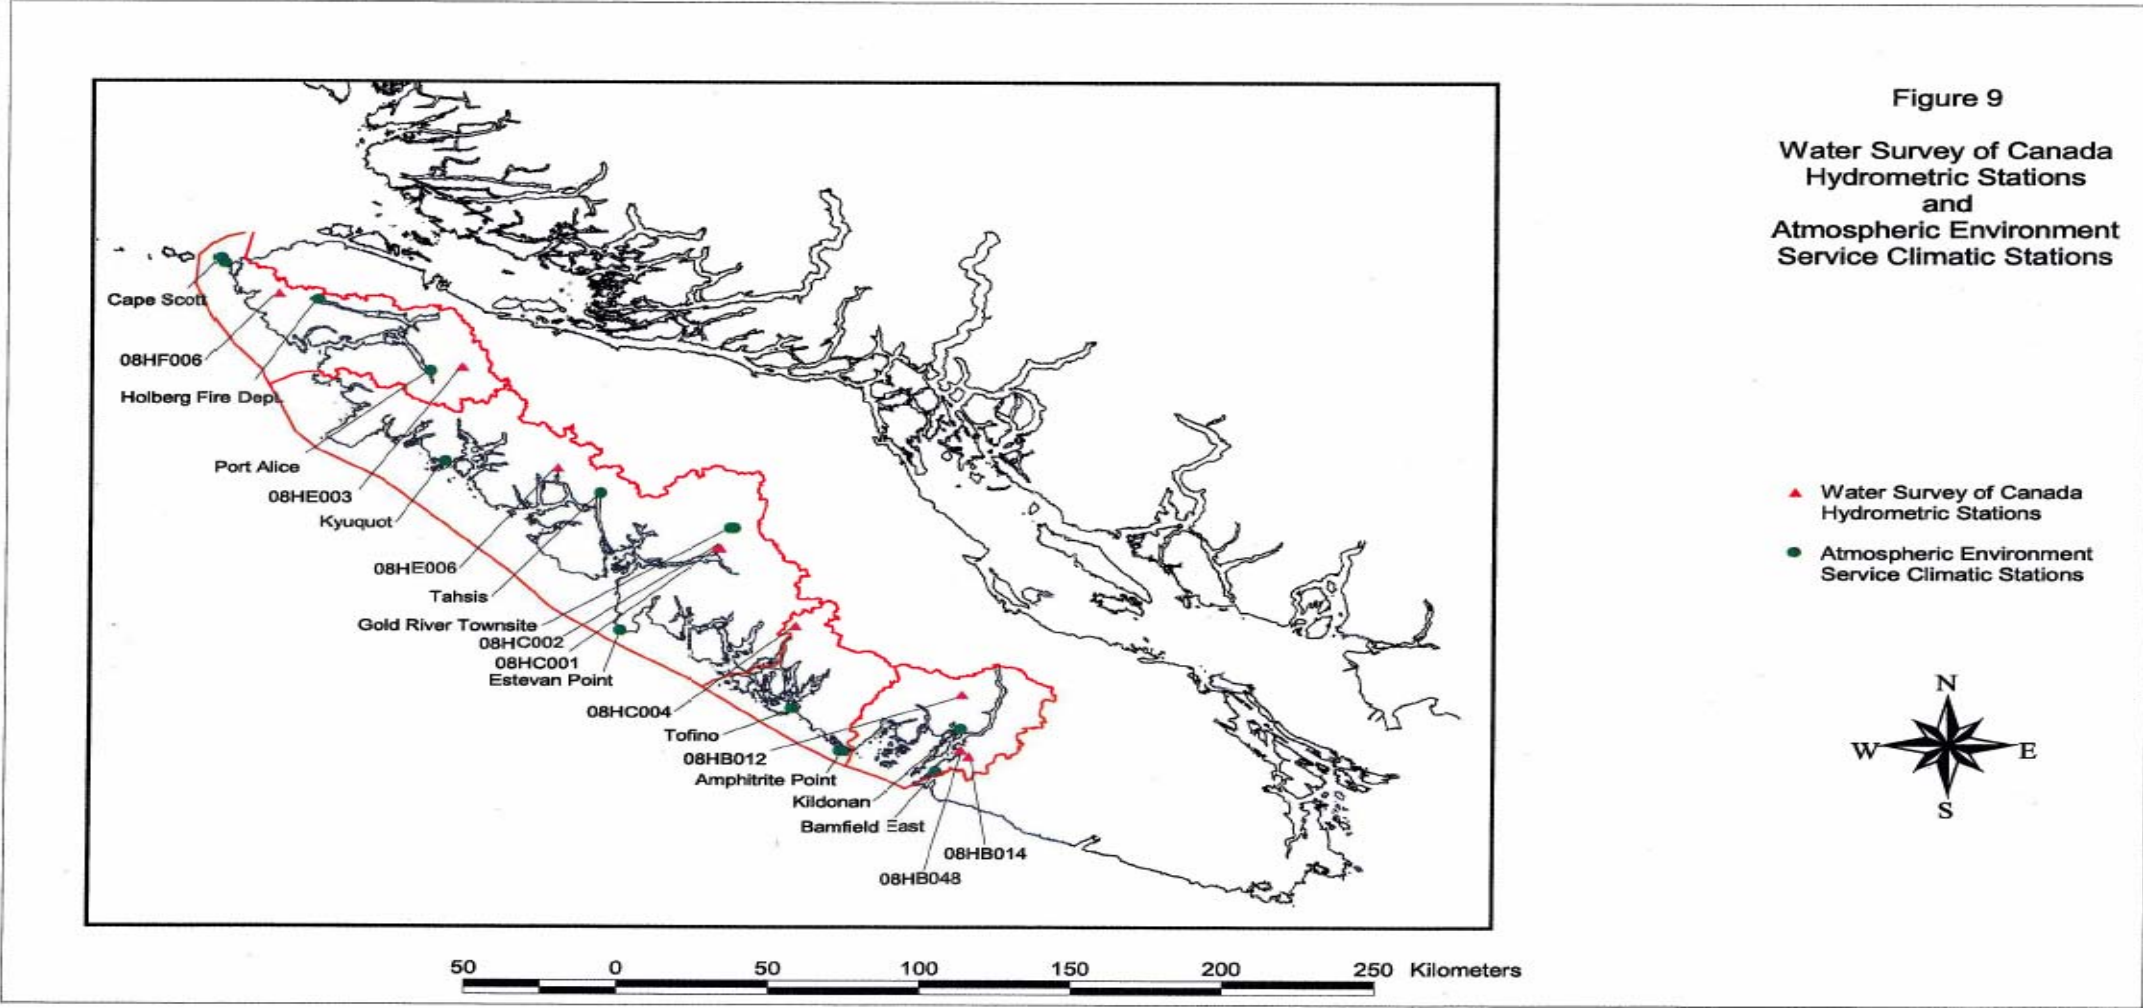 Figure 9
Water Survey of Canada
Hydrometric Stations
and
Atmospheric Environment
Service Climatic Stations
Cape Scott
08HF006
Holberg Fire Dept.
Port Alice
08HE003
Kyuquot
08HE006
Tahsis
Gold River Townsite
08HC002
08HC001
Estevan Point
08HC004
Tofino
08HB012
Amphitrite Point
Kildonan
Bamfield East
08HB014
08HB048
Water Survey of Canada
Hydrometric Stations
Atmospheric Environment
Service Climatic Stations
N
W E
S
50 0 50 100 150 200 250 Kilometers